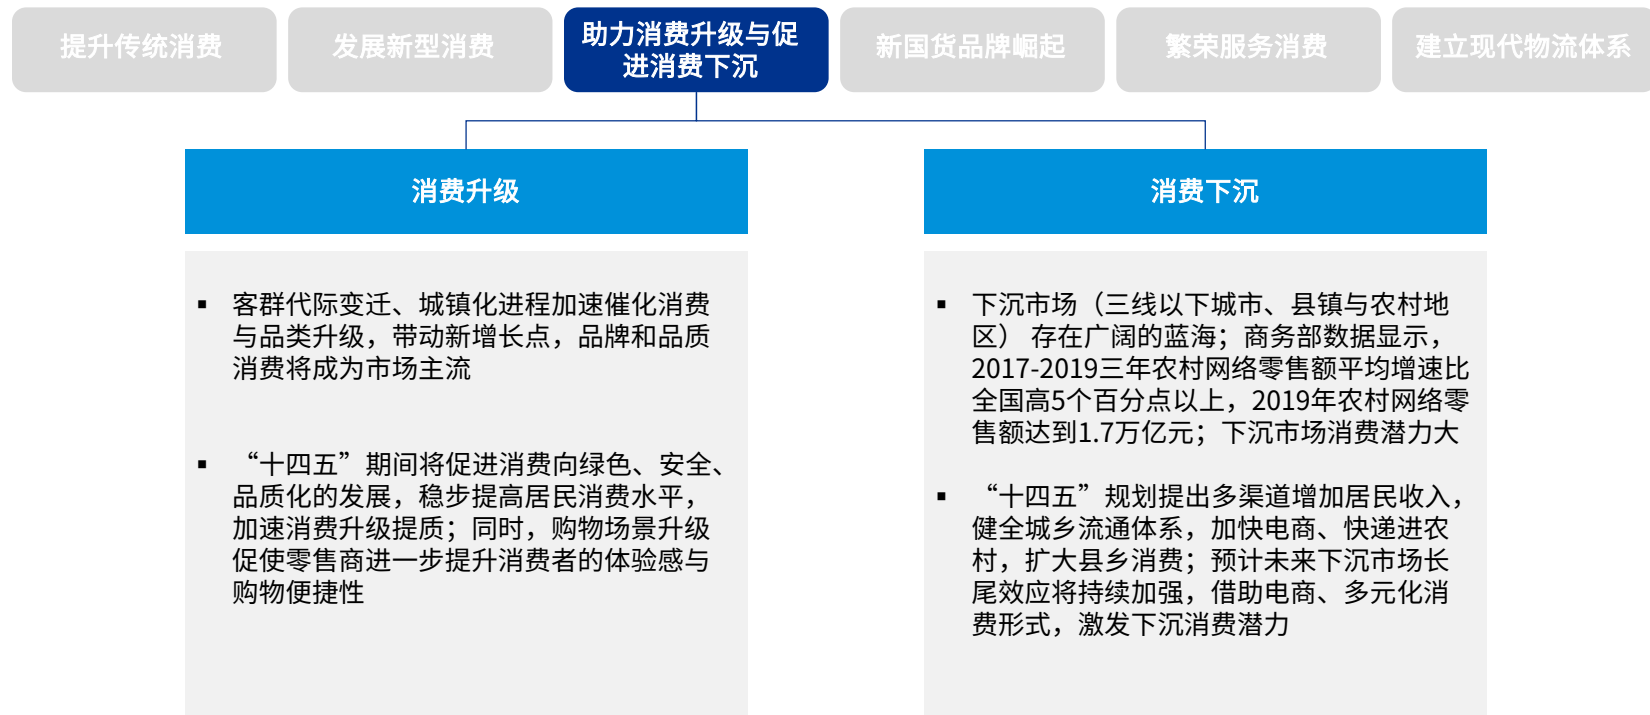 提升传统消费
发展新型消费
助力消费升级与促
进消费下沉
新国货品牌崛起
繁荣服务消费
建立现代物流体系
消费升级
▪ 客群代际变迁、城镇化进程加速催化消费
与品类升级，带动新增长点，品牌和品质
消费将成为市场主流
▪ “十四五”期间将促进消费向绿色、安全、
品质化的发展，稳步提高居民消费水平，
加速消费升级提质；同时，购物场景升级
促使零售商进一步提升消费者的体验感与
购物便捷性
消费下沉
▪ 下沉市场（三线以下城市、县镇与农村地
区） 存在广阔的蓝海；商务部数据显示，
2017-2019三年农村网络零售额平均增速比
全国高5个百分点以上，2019年农村网络零
售额达到1.7万亿元；下沉市场消费潜力大
▪ “十四五”规划提出多渠道增加居民收入，
健全城乡流通体系，加快电商、快递进农
村，扩大县乡消费；预计未来下沉市场长
尾效应将持续加强，借助电商、多元化消
费形式，激发下沉消费潜力